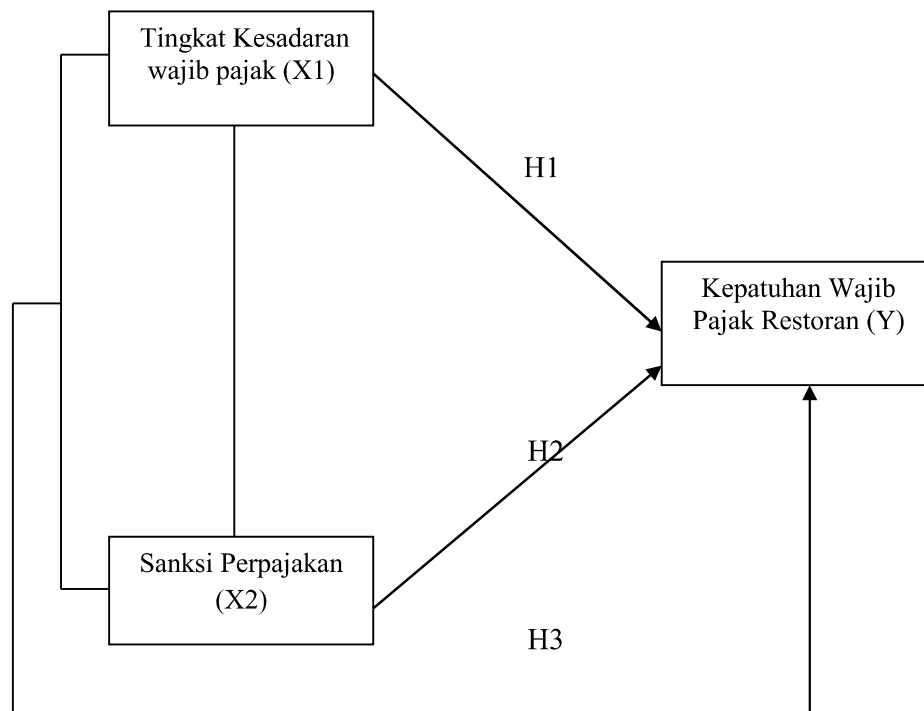 Tingkat Kesadaran
wajib pajak (X1)
H1
Kepatuhan Wajib
Pajak Restoran (Y)
H2
Sanksi Perpajakan
(X2)
H3